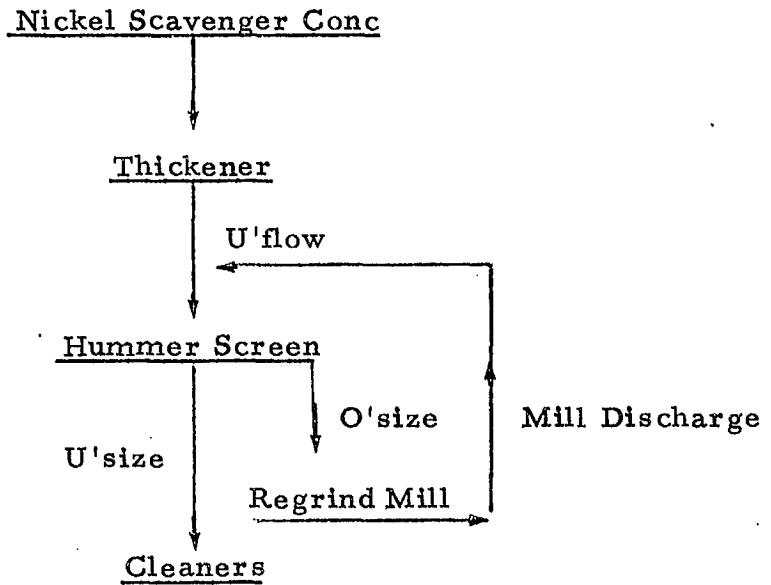 Nickel Scavenger Conc
Thickener
U'flow
Hummer Screen
O'size
Mill Discharge
U'size
Regrind Mill
Cleaners